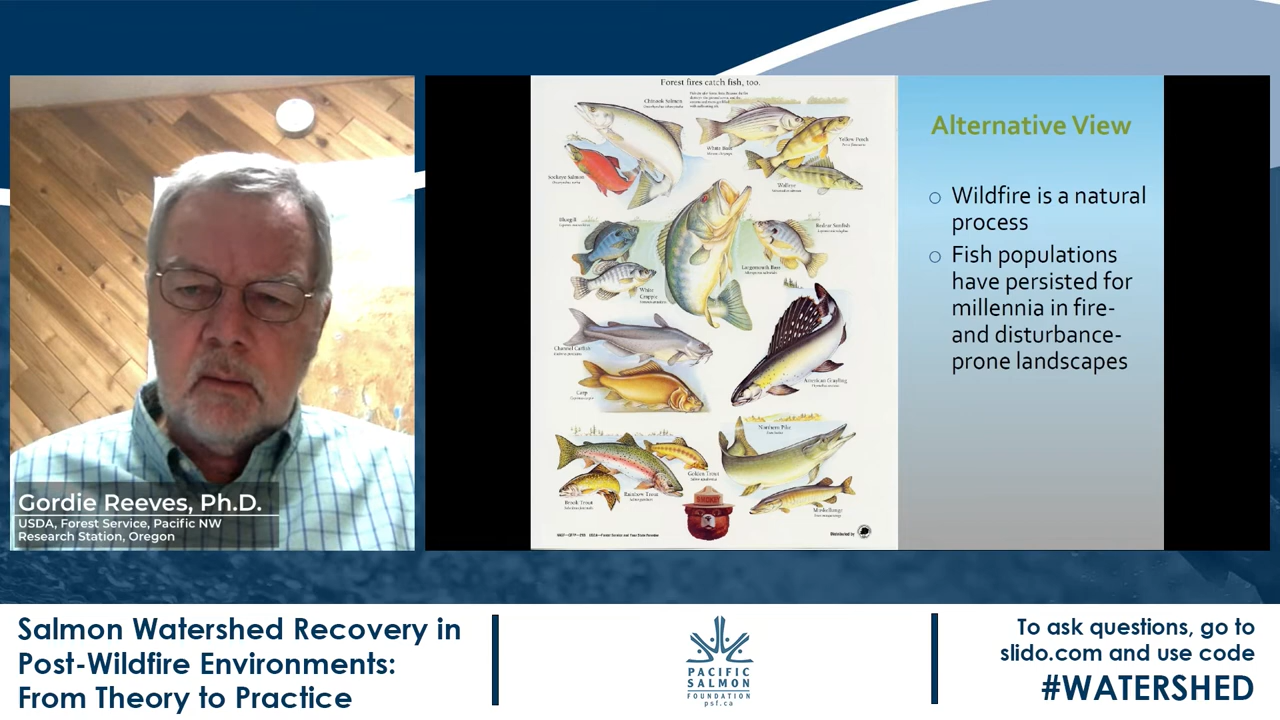 Forest fires catch fish, too.
Chinook Salmon
White Bass
Yellow Perch
Sockeye Salmon
Walleye
Bluegill
Redear Sunfish
White
Crappie
Largemouth Bass
Channel Catfish
American Grayling
Carp
Northern Pike
Golden Trout
Rainbow Trout
Brook Trout
Muskellunge
SMOKEY
Distributed by
Alternative View
Wildfire is a natural
process
Fish populations
have persisted for
millennia in fire-
and disturbance-
prone landscapes
Gordie Reeves, Ph.D.
USDA, Forest Service, Pacific NW
Research Station, Oregon
Salmon Watershed Recovery in
Post-Wildfire Environments:
From Theory to Practice
PACIFIC
SALMON
FOUNDATION
psf.ca
To ask questions, go to
slido.com and use code
#WATERSHED